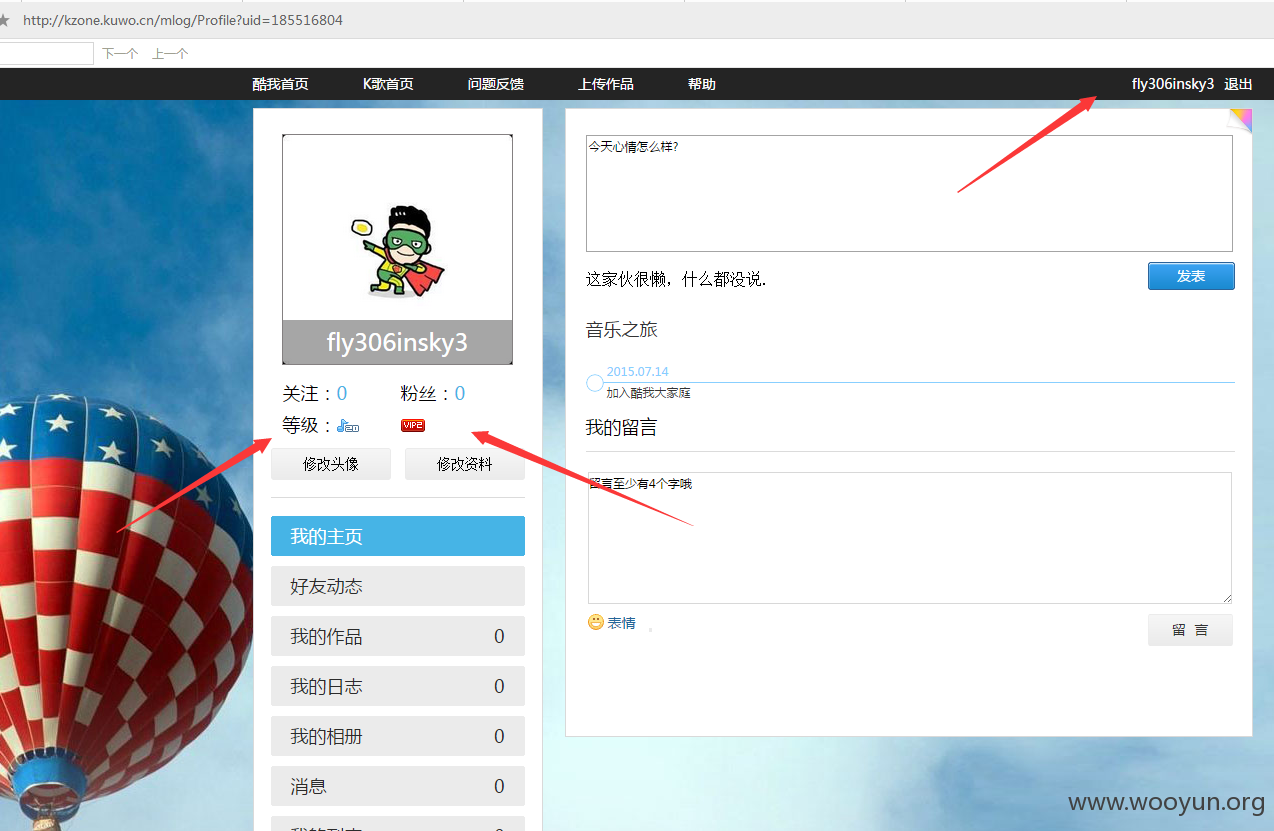 http://kzone.kuwo.cn/mlog/Profile?uid=185516804
下一个 上一个
酷我首页 K歌首页 问题反馈 上传作品 帮助 fly306insky3 退出
fly306insky3
关注：0 粉丝：0
等级： VIP2
修改头像 修改资料
我的主页
好友动态
我的作品 0
我的日志 0
我的相册 0
消息 0
今天心情怎么样?
这家伙很懒，什么都没说.
发表
音乐之旅
2015.07.14
加入酷我大家庭
我的留言
留言至少有4个字哦
表情
留 言
www.wooyun.org